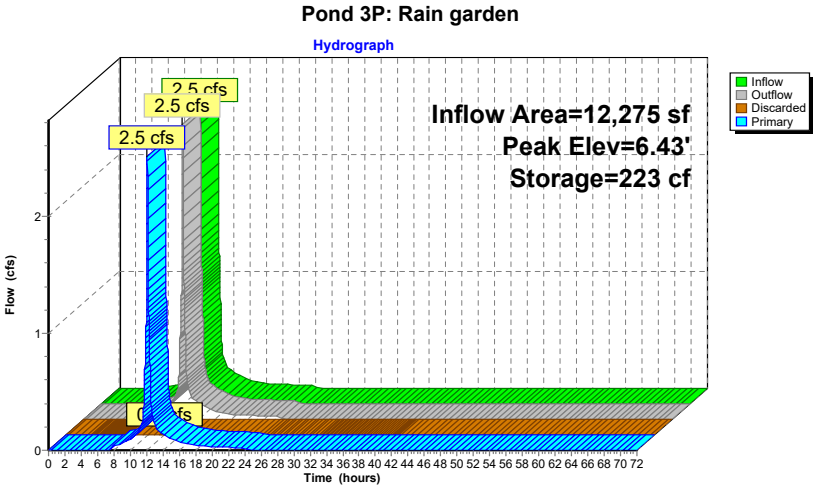 Pond 3P: Rain garden
Hydrograph
2.5 cfs
2.5 cfs
2.5 cfs
Inflow
Outflow
Discarded
Primary
Inflow Area=12,275 sf
Peak Elev=6.43'
Storage=223 cf
Flow (cfs)
2
1
0
0 2 4 6 8 10 12 14 16 18 20 22 24 26 28 30 32 34 36 38 40 42 44 46 48 50 52 54 56 58 60 62 64 66 68 70 72
Time (hours)